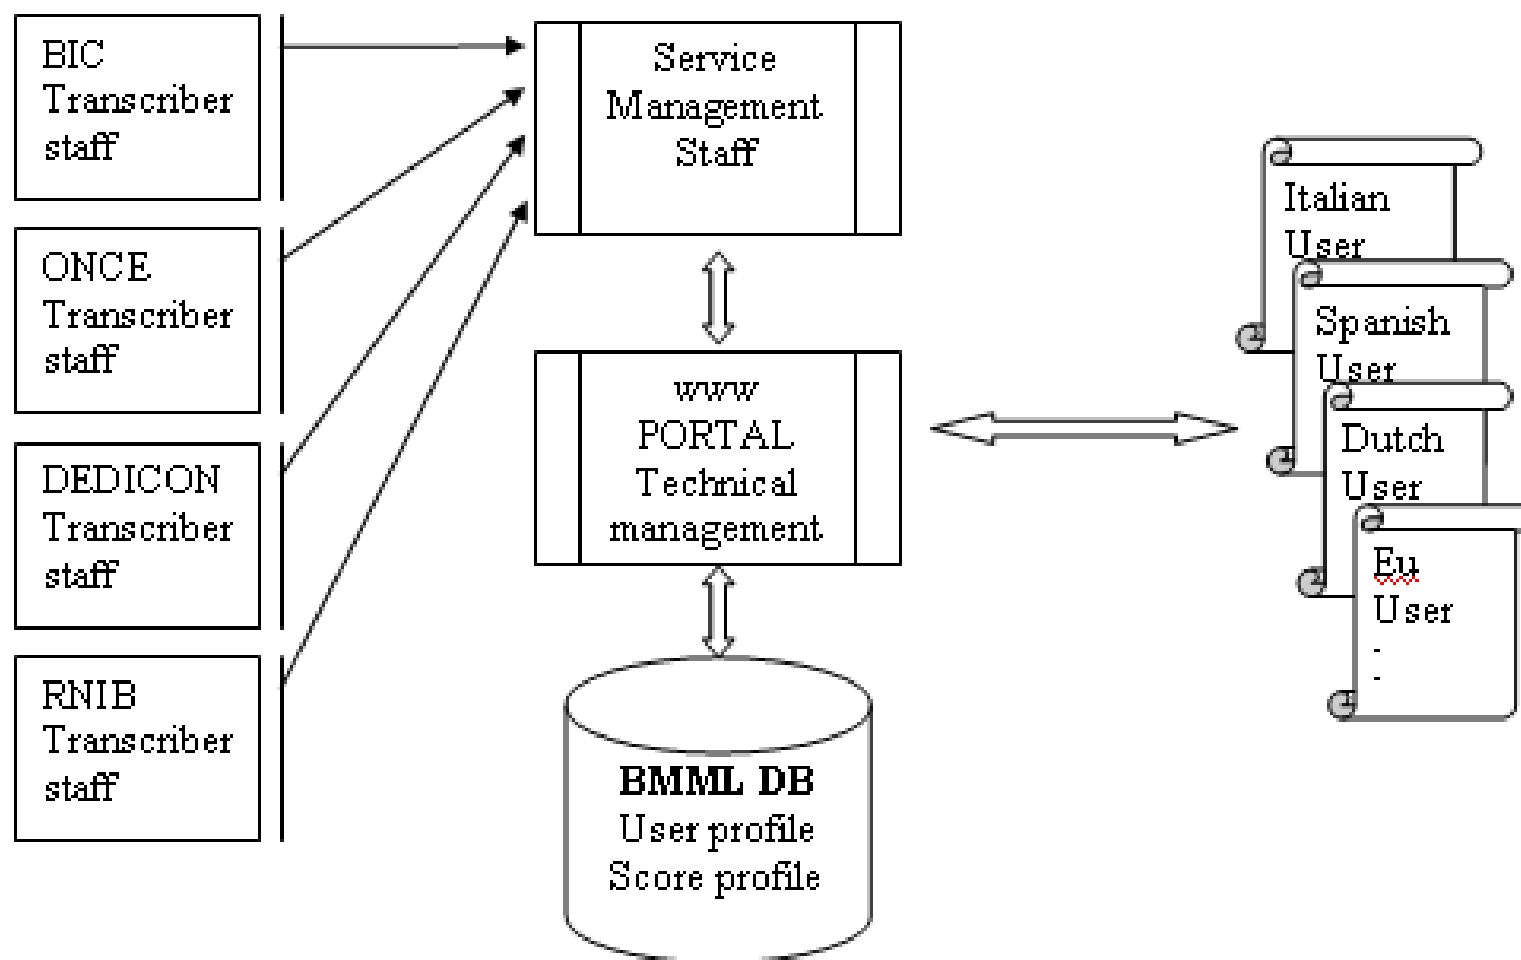 BIC
Transcriber
staff
ONCE
Transcriber
staff
DEDICON
Transcriber
staff
RNIB
Transcriber
staff
Service
Management
Staff
www
PORTAL
Technical
management
BMML DB
User profile
Score profile
Italian
User
Spanish
User
Dutch
User
Eu
User
-
-